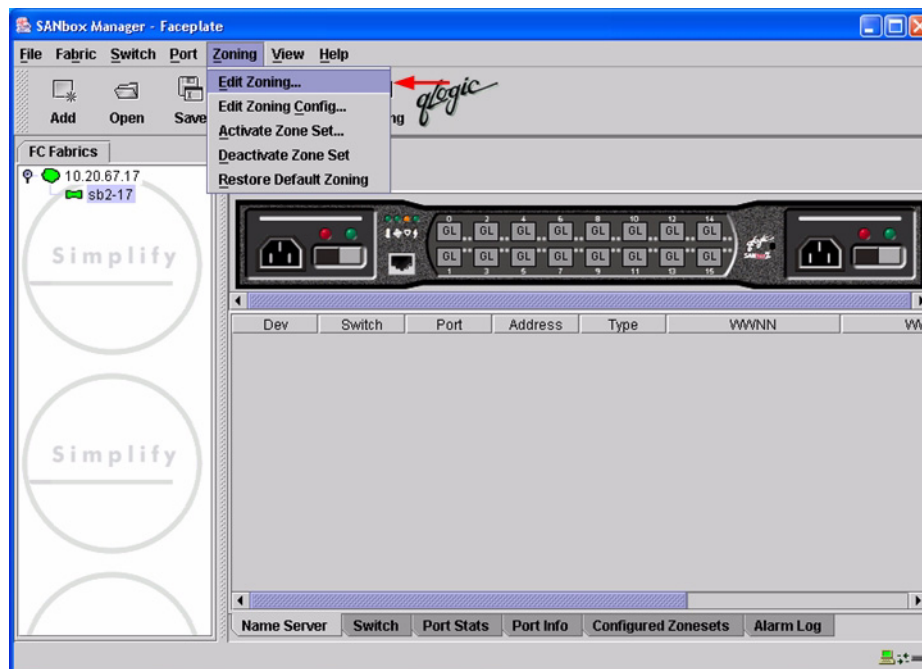 SANbox Manager - Faceplate
File Fabric Switch Port Zoning View Help
Edit Zoning...
Edit Zoning Config...
Activate Zone Set...
Deactivate Zone Set
Restore Default Zoning
Add Open Save ng qlogic
FC Fabrics
10.20.67.17
sb2-17
Simplify
0 2 4 6 8 10 12 14
GL GL GL GL GL GL GL GL
GL GL GL GL GL GL GL GL
1 3 5 7 9 11 13 15
Dev Switch Port Address Type WWNN WW
Simplify
Name Server Switch Port Stats Port Info Configured Zonesets Alarm Log